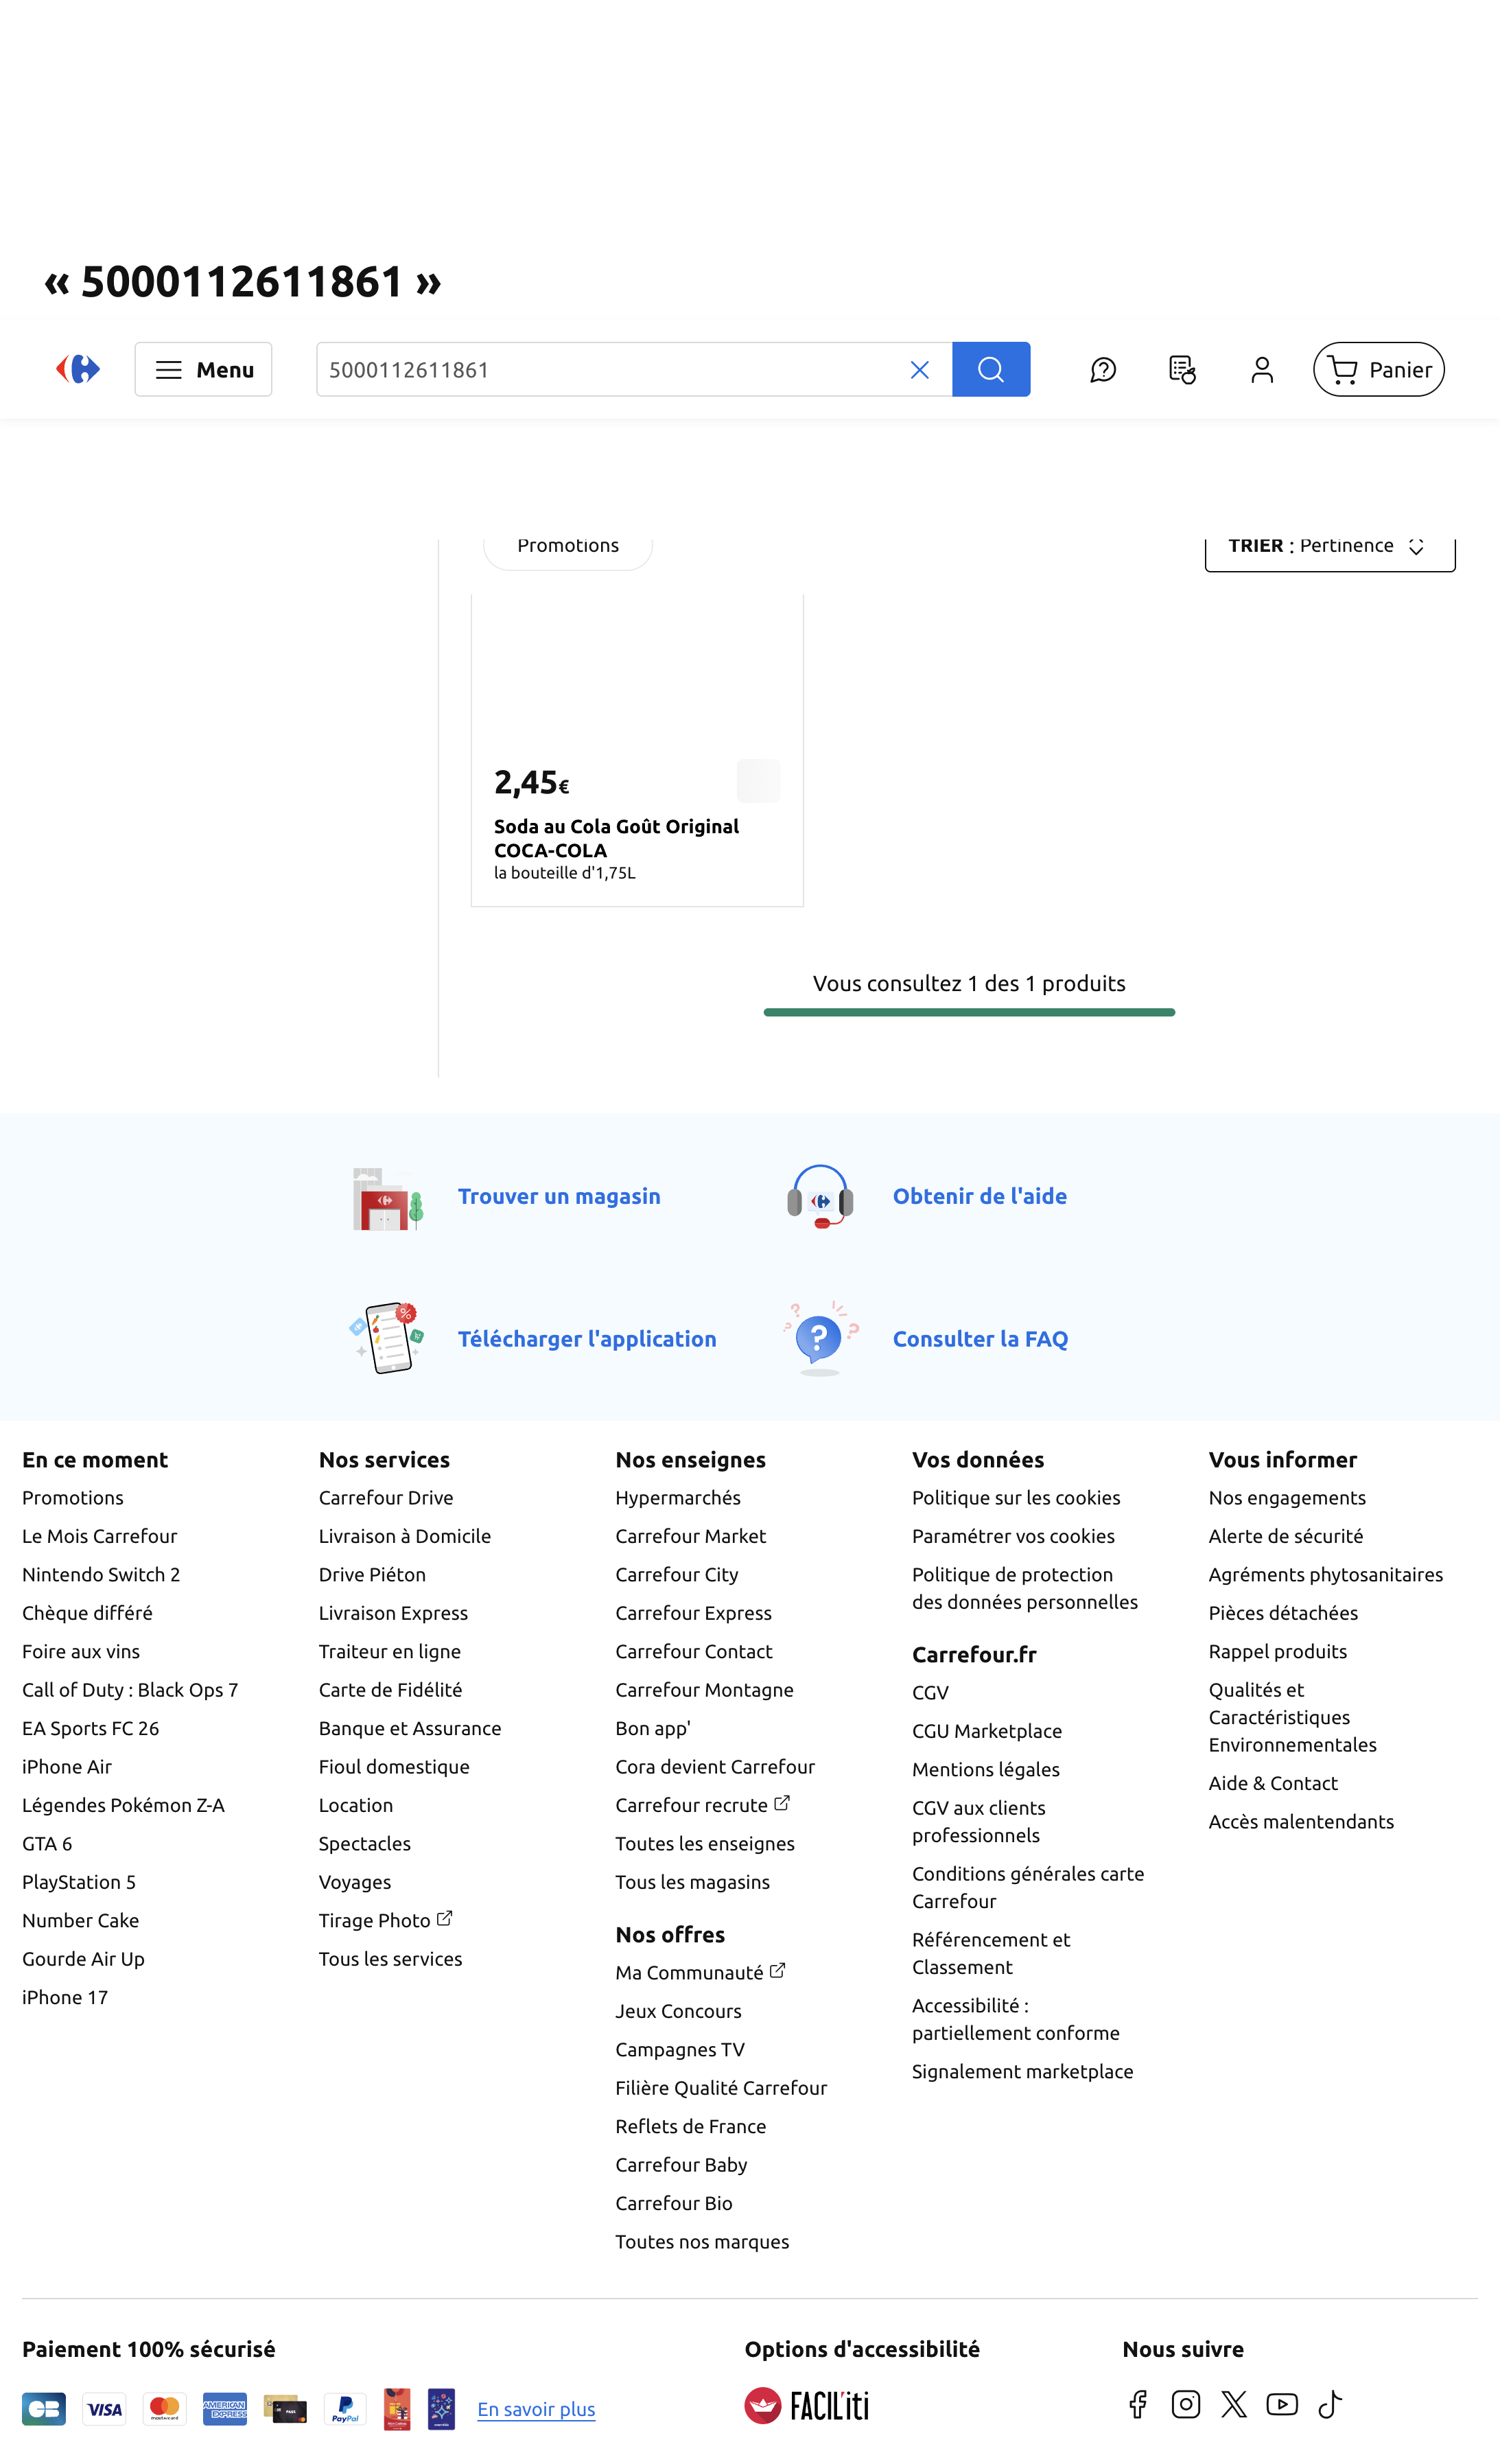 « 5000112611861 »
Menu
5000112611861
Panier
Promotions
TRIER : Pertinence
2,45€
Soda au Cola Goût Original
COCA-COLA
la bouteille d'1,75L
Vous consultez 1 des 1 produits
Trouver un magasin
Obtenir de l'aide
Télécharger l'application
Consulter la FAQ
En ce moment
Promotions
Le Mois Carrefour
Nintendo Switch 2
Chèque différé
Foire aux vins
Call of Duty : Black Ops 7
EA Sports FC 26
iPhone Air
Légendes Pokémon Z-A
GTA 6
PlayStation 5
Number Cake
Gourde Air Up
iPhone 17
Nos services
Carrefour Drive
Livraison à Domicile
Drive Piéton
Livraison Express
Traiteur en ligne
Carte de Fidélité
Banque et Assurance
Fioul domestique
Location
Spectacles
Voyages
Tirage Photo
Tous les services
Nos enseignes
Hypermarchés
Carrefour Market
Carrefour City
Carrefour Express
Carrefour Contact
Carrefour Montagne
Bon app'
Cora devient Carrefour
Carrefour recrute
Toutes les enseignes
Tous les magasins
Nos offres
Ma Communauté
Jeux Concours
Campagnes TV
Filière Qualité Carrefour
Reflets de France
Carrefour Baby
Carrefour Bio
Toutes nos marques
Vos données
Politique sur les cookies
Paramétrer vos cookies
Politique de protection
des données personnelles
Carrefour.fr
CGV
CGU Marketplace
Mentions légales
CGV aux clients
professionnels
Conditions générales carte
Carrefour
Référencement et
Classement
Accessibilité :
partiellement conforme
Signalement marketplace
Vous informer
Nos engagements
Alerte de sécurité
Agréments phytosanitaires
Pièces détachées
Rappel produits
Qualités et
Caractéristiques
Environnementales
Aide & Contact
Accès malentendants
Paiement 100% sécurisé
CB
VISA
mastercard
AMERICAN
EXPRESS
PASS
PayPal
En savoir plus
Options d'accessibilité
FACIL'iti
Nous suivre